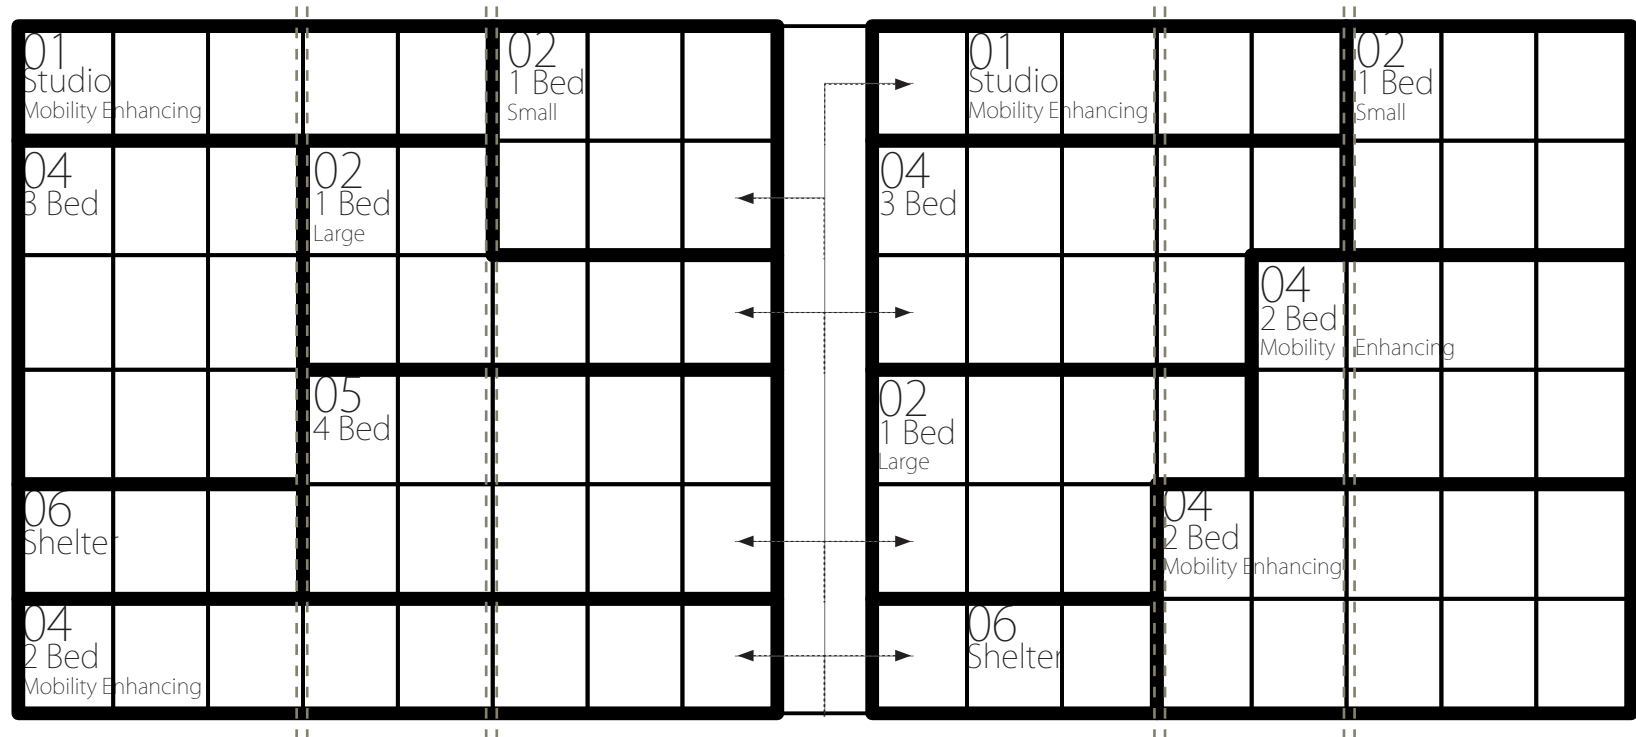 01
Studio
Mobility Enhancing
02
1 Bed
Small
04
3 Bed
02
1 Bed
Large
05
4 Bed
06
Shelter
04
2 Bed
Mobility Enhancing
01
Studio
Mobility Enhancing
02
1 Bed
Small
04
3 Bed
04
2 Bed
Mobility Enhancing
02
1 Bed
Large
04
2 Bed
Mobility Enhancing
06
Shelter